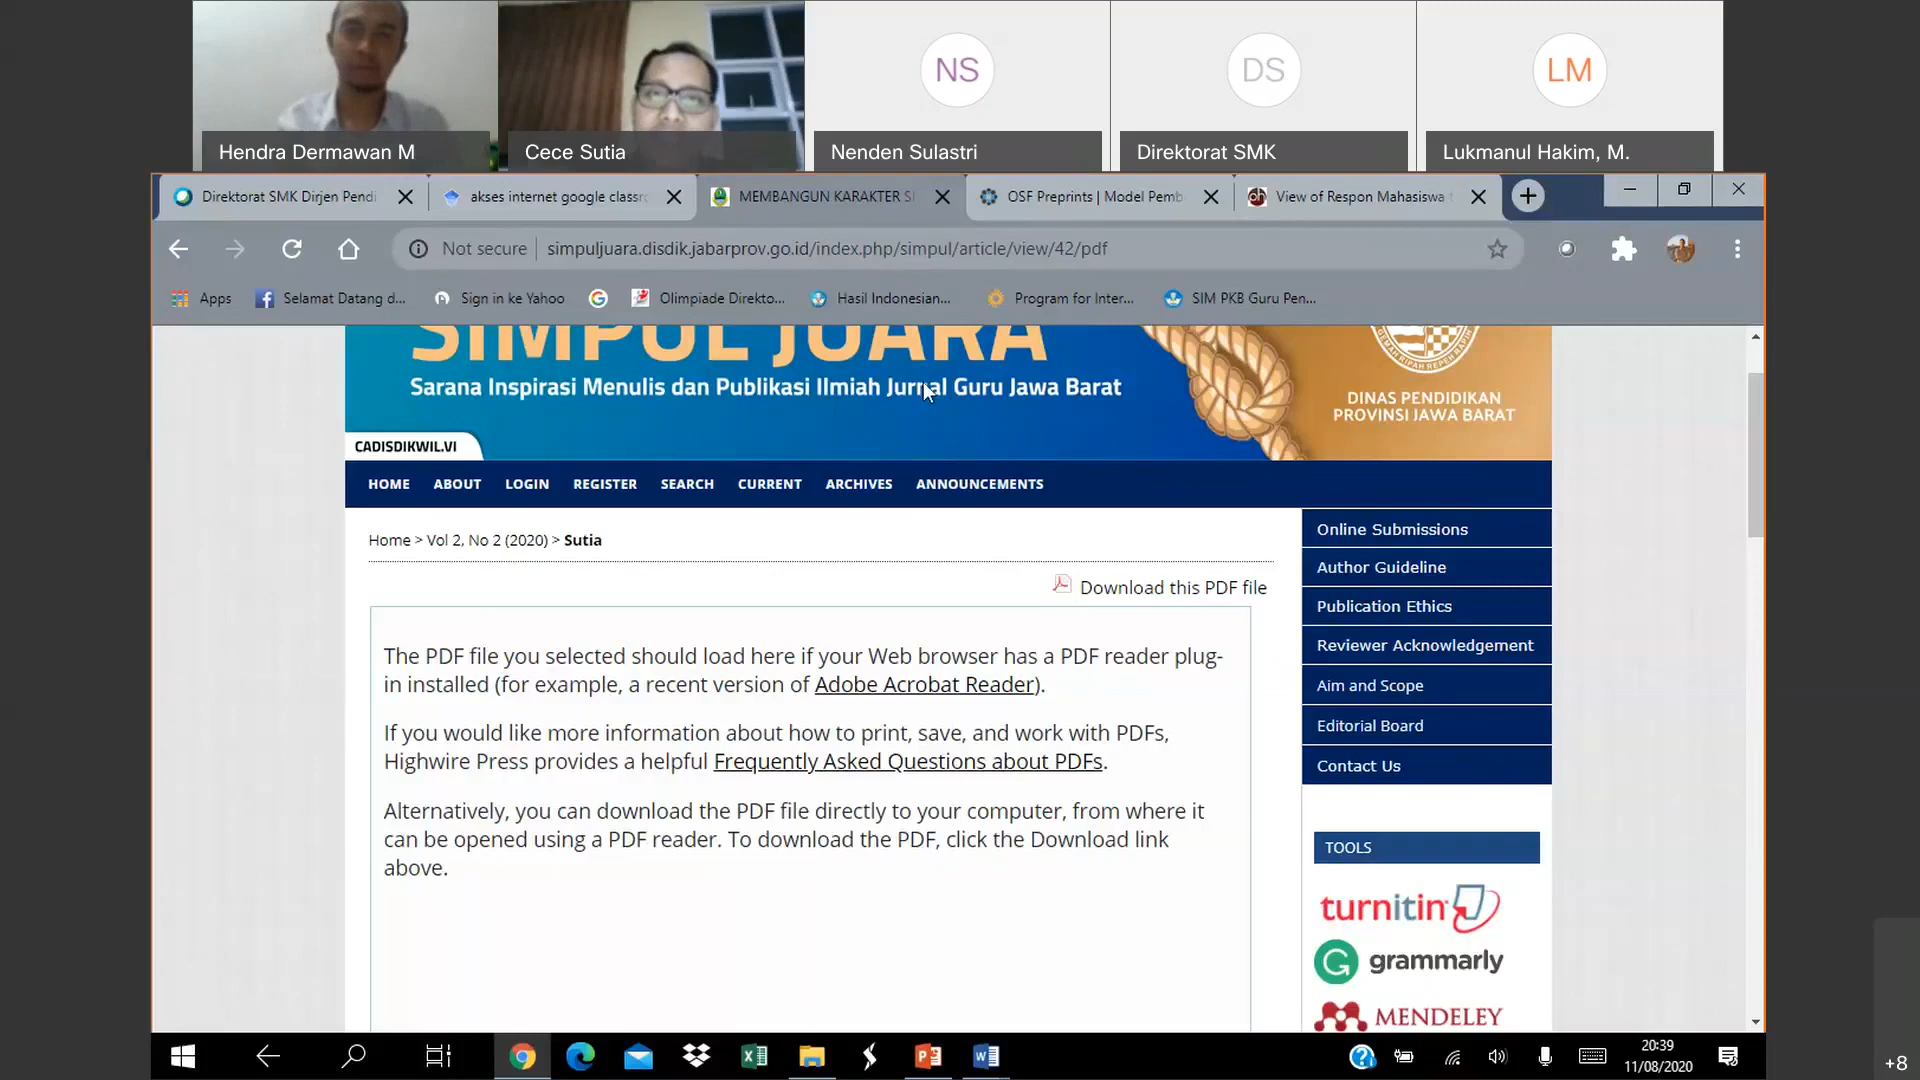 NS
DS
LM
Hendra Dermawan M
Cece Sutia
Nenden Sulastri
Direktorat SMK
Lukmanul Hakim, M.
Direktorat SMK Dirjen Pendi
akses internet google classr
MEMBANGUN KARAKTER S
OSF Preprints | Model Pemb
View of Respon Mahasiswa t
Not secure
simpuljuara.disdik.jabarprov.go.id/index.php/simpul/article/view/42/pdf
Apps
Selamat Datang d...
Sign in ke Yahoo
Olimpiade Direkto...
Hasil Indonesian...
Program for Inter...
SIM PKB Guru Pen...
SIMPUL JUARA
Sarana Inspirasi Menulis dan Publikasi Ilmiah Jurnal Guru Jawa Barat
GEMAH RIPAH REPEH RAPIH
DINAS PENDIDIKAN
PROVINSI JAWA BARAT
CADISDIKWIL.VI
HOME ABOUT LOGIN REGISTER SEARCH CURRENT ARCHIVES ANNOUNCEMENTS
Home > Vol 2, No 2 (2020) > Sutia
Download this PDF file
The PDF file you selected should load here if your Web browser has a PDF reader plug-
in installed (for example, a recent version of Adobe Acrobat Reader).
If you would like more information about how to print, save, and work with PDFs,
Highwire Press provides a helpful Frequently Asked Questions about PDFs.
Alternatively, you can download the PDF file directly to your computer, from where it
can be opened using a PDF reader. To download the PDF, click the Download link
above.
Online Submissions
Author Guideline
Publication Ethics
Reviewer Acknowledgement
Aim and Scope
Editorial Board
Contact Us
TOOLS
turnitin
grammarly
MENDELEY
20:39
11/08/2020
+8